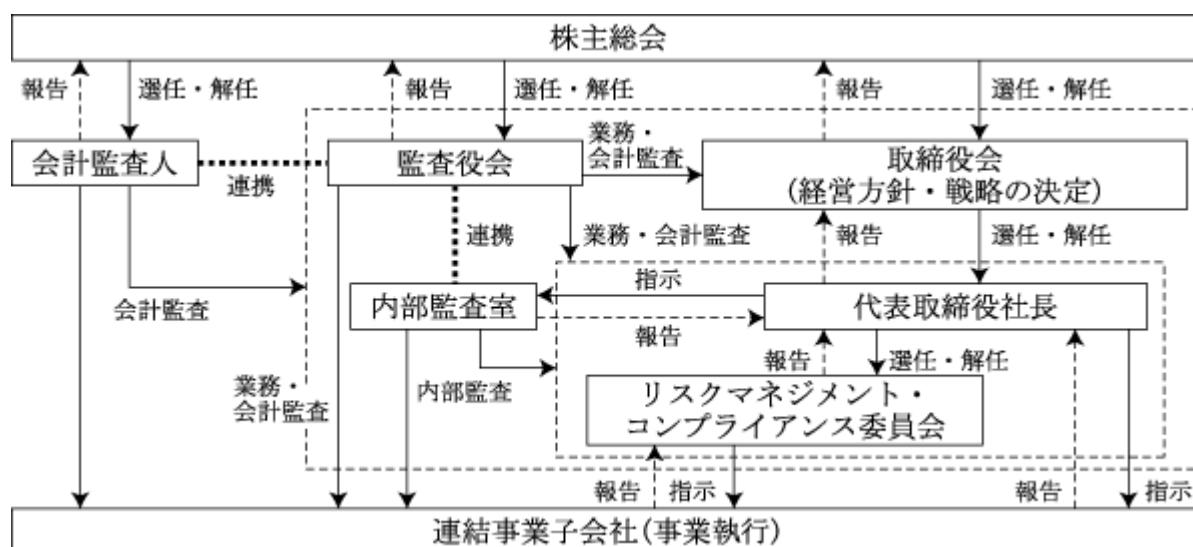 株主総会
報告
選任・解任
報告
選任・解任
報告
選任・解任
会計監査人
連携
監査役会
業務・
会計監査
取締役会
(経営方針・戦略の決定)
連携
業務・会計監査
報告
選任・解任
会計監査
内部監査室
指示
報告
代表取締役社長
内部監査
報告
選任・解任
業務・
会計監査
リスクマネジメント・
コンプライアンス委員会
報告
指示
報告
指示
連結事業子会社(事業執行)